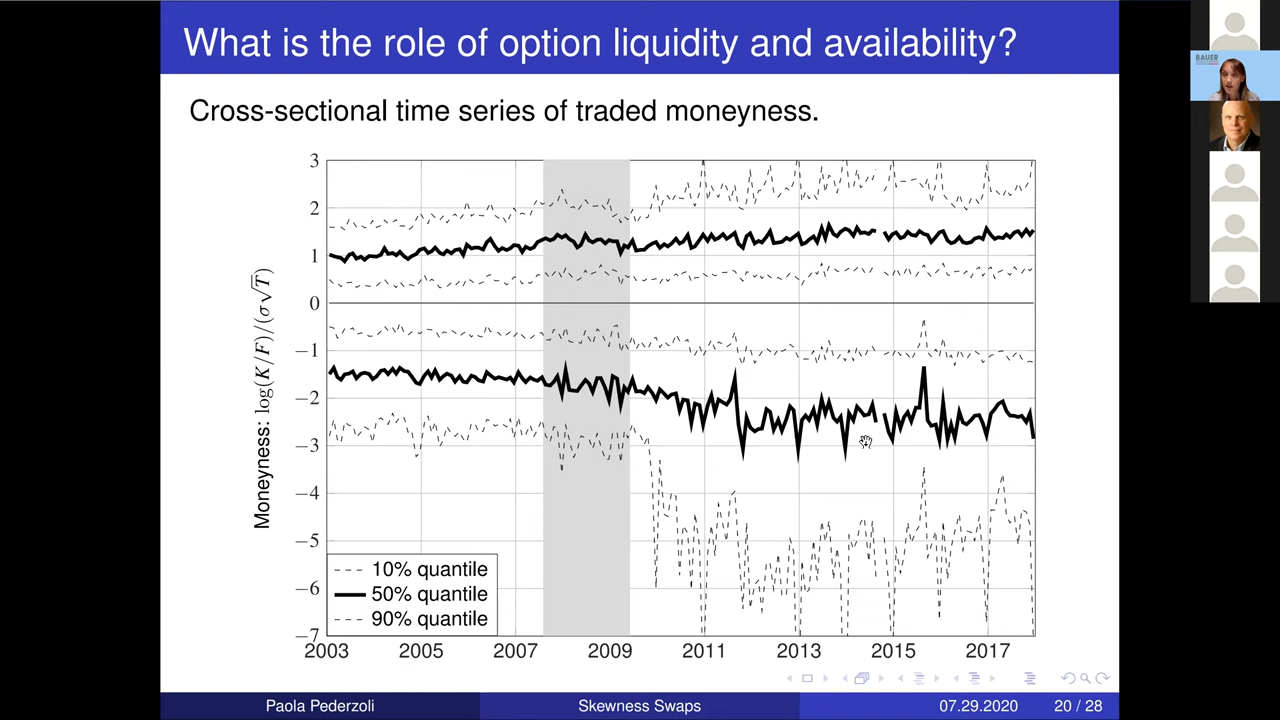 What is the role of option liquidity and availability?
Cross-sectional time series of traded moneyness.
Moneyness: log(K/F)/(σ√T)
3
2
1
0
−1
−2
−3
−4
−5
−6
−7
10% quantile
50% quantile
90% quantile
2003 2005 2007 2009 2011 2013 2015 2017
Paola Pederzoli Skewness Swaps 07.29.2020 20 / 28
BAUER